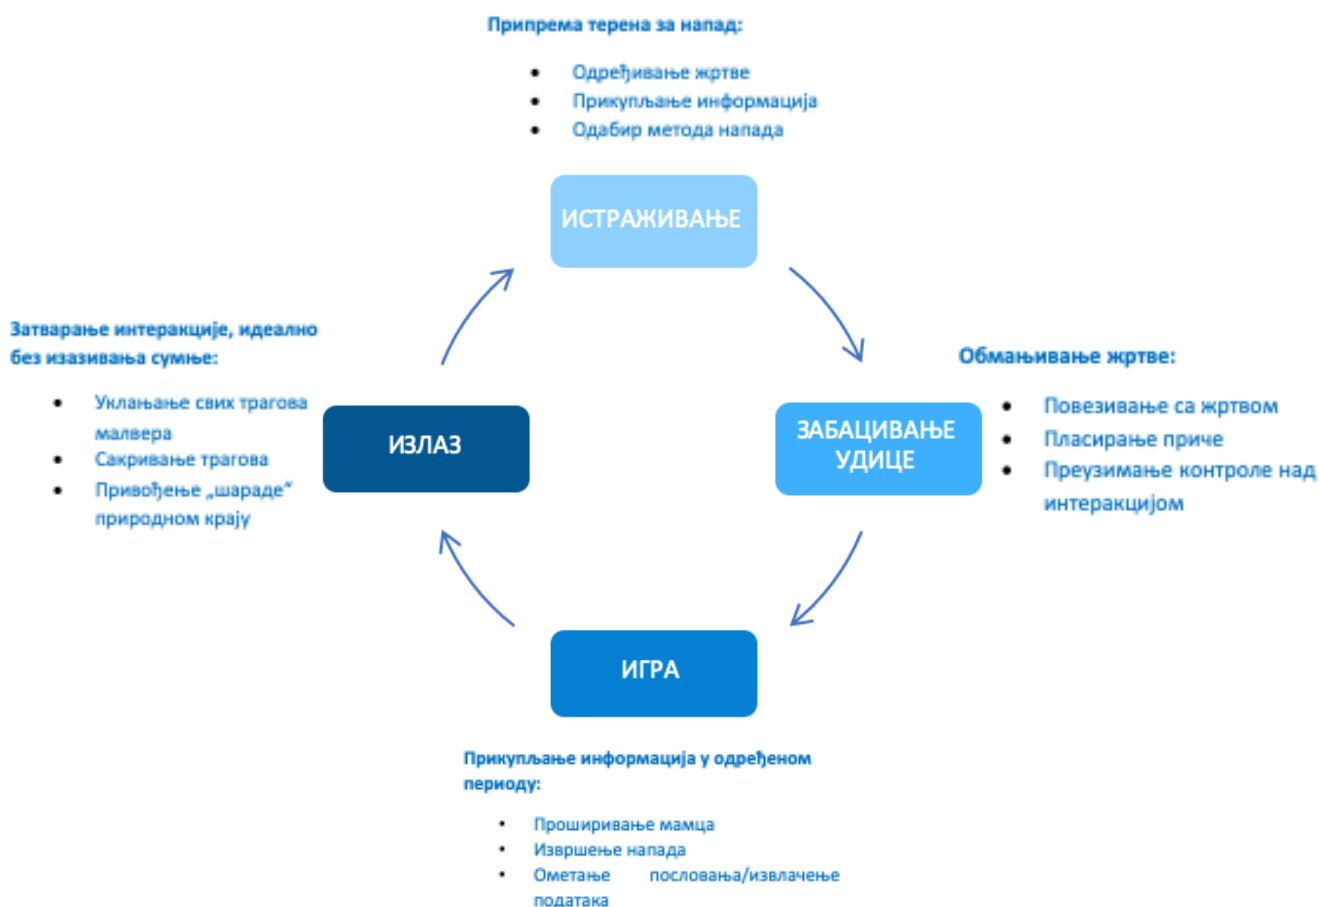 Припрема терена за напад:
Одређивање жртве
Прикупљање информација
Одабир метода напада
ИСТРАЖИВАЊЕ
Обмањивање жртве:
Повезивање са жртвом
Пласирање приче
Преузимање контроле над
интеракцијом
ЗАБАЦИВАЊЕ
УДИЦЕ
ИГРА
Прикупљање информација у одређеном
периоду:
Проширивање мамца
Извршење напада
Ометање пословања/извлачење
података
Затварање интеракције, идеално
без изазивања сумње:
Уклањање свих трагова
малвера
Сакривање трагова
Привођење „шараде“
природном крају
ИЗЛАЗ